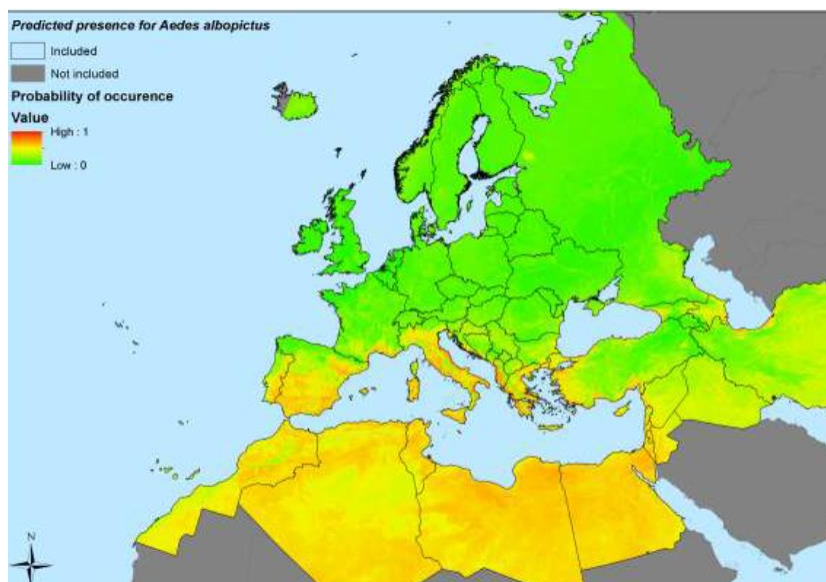 Predicted presence for Aedes albopictus
Included
Not included
Probability of occurence
Value
High : 1
Low : 0
N